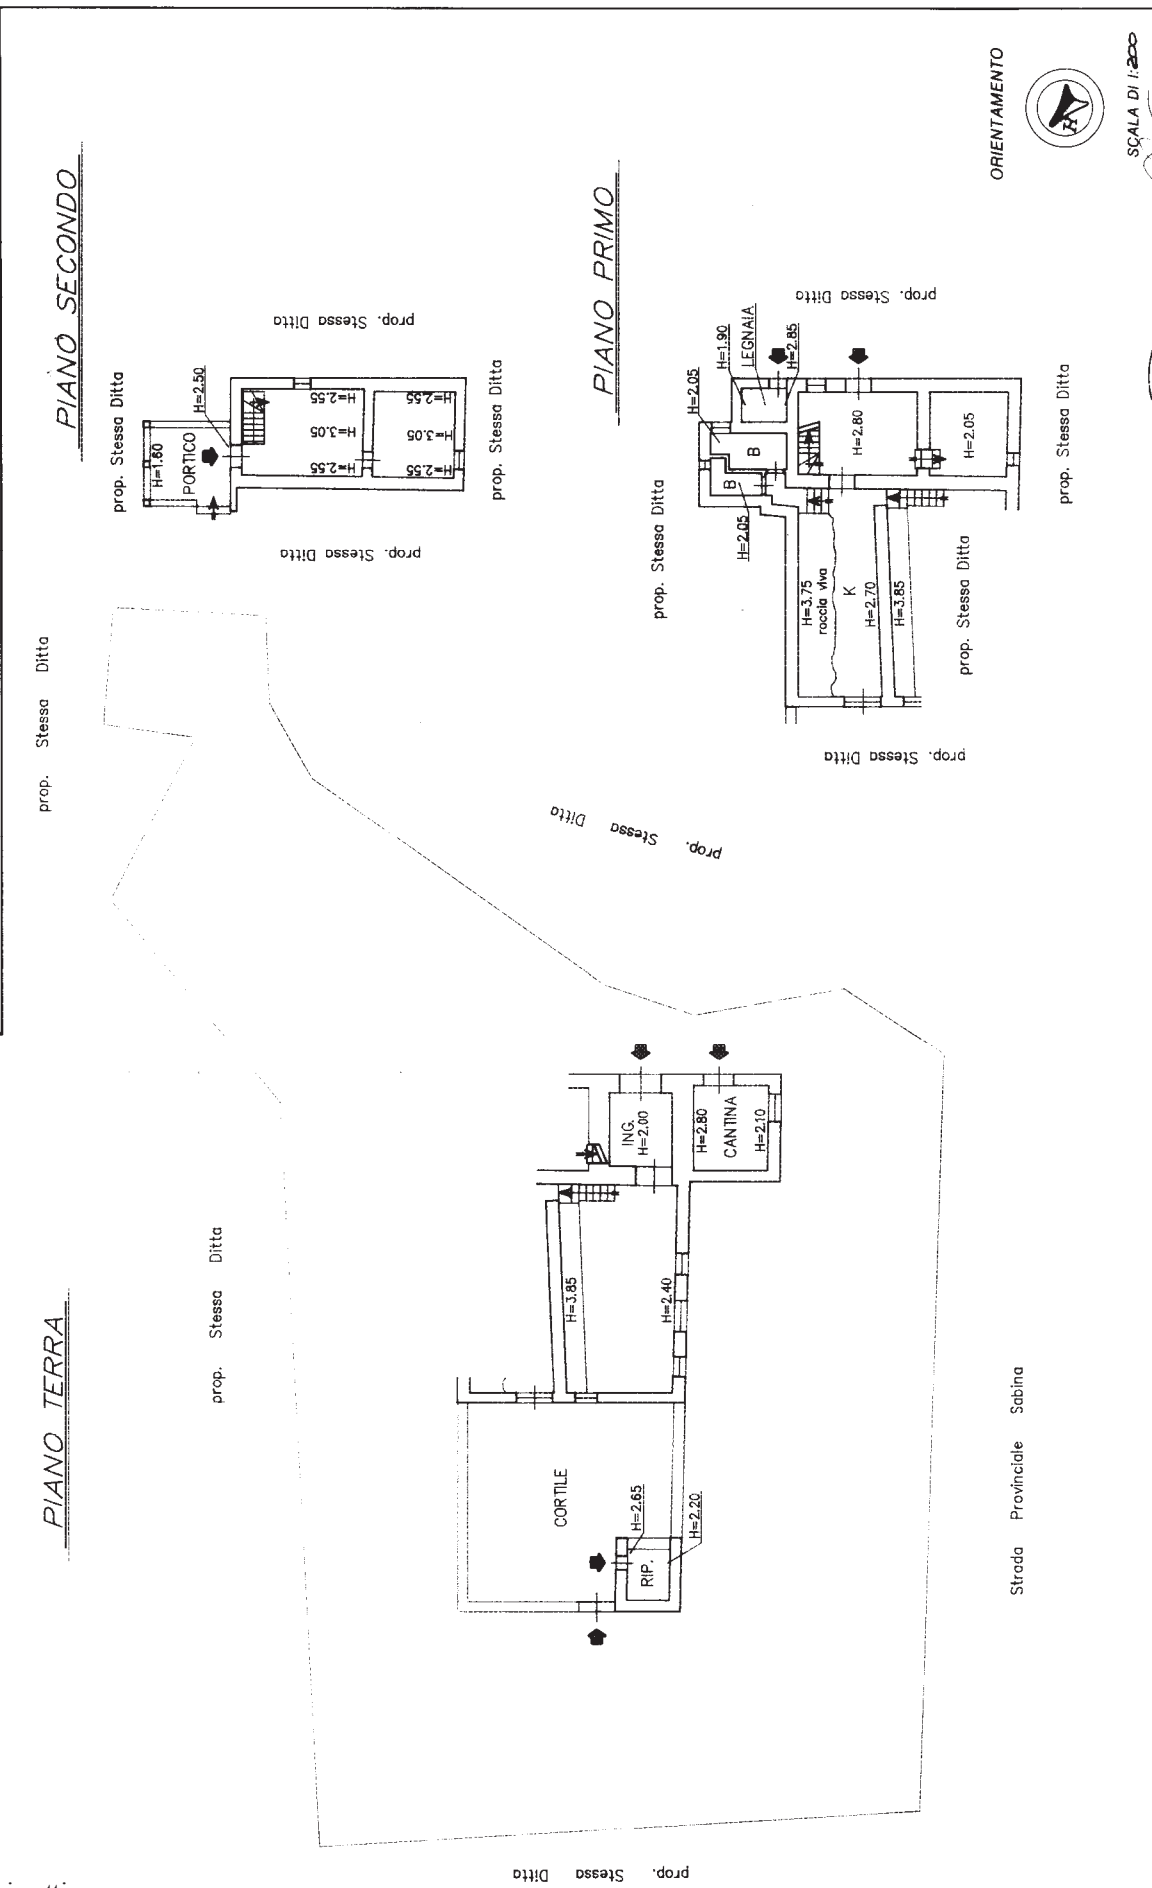 PIANO TERRA
prop. Stessa Ditta
prop. Stessa Ditta
CORTILE
RIP.
H=2.65
H=2.20
H=3.85
H=2.40
ING.
H=2.00
H=2.80
CANTINA
H=2.10
Strada Provinciale Sabina
prop. Stessa Ditta
prop. Stessa Ditta
PIANO SECONDO
prop. Stessa Ditta
H=1.60
PORTICO
H=2.50
H=2.55
H=3.05
H=2.55
H=2.55
H=3.05
H=2.55
prop. Stessa Ditta
prop. Stessa Ditta
prop. Stessa Ditta
PIANO PRIMO
prop. Stessa Ditta
H=2.05
H=1.90
LEGNAIA
H=2.85
B
B
H=2.05
H=2.80
H=2.05
H=3.75
roccia viva
K
H=2.70
H=3.85
prop. Stessa Ditta
prop. Stessa Ditta
prop. Stessa Ditta
prop. Stessa Ditta
ORIENTAMENTO
SCALA DI 1:200